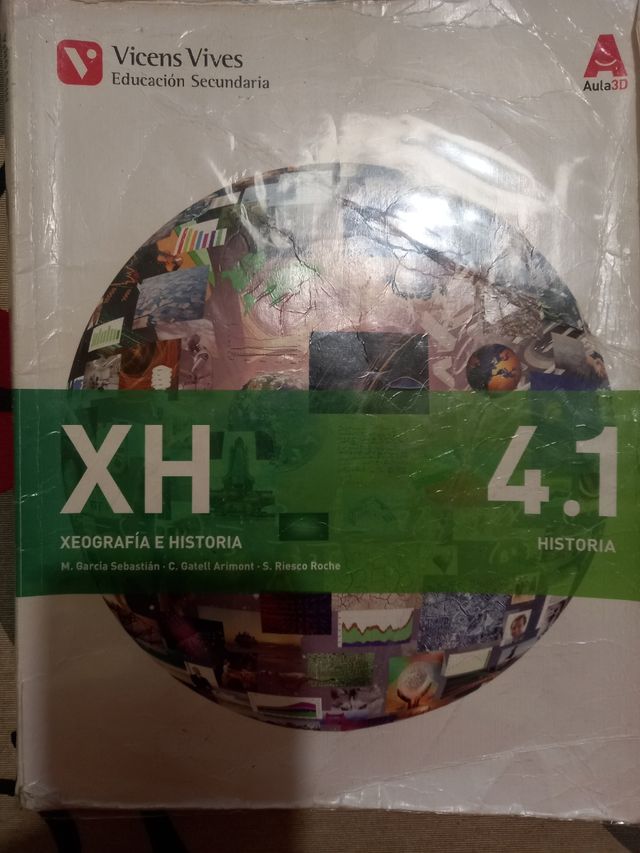 Vicens Vives
Educación Secundaria
Aula3D
XH
4.1
XEOGRAFÍA E HISTORIA
HISTORIA
M. García Sebastián · C. Gatell Arimont · S. Riesco Roche